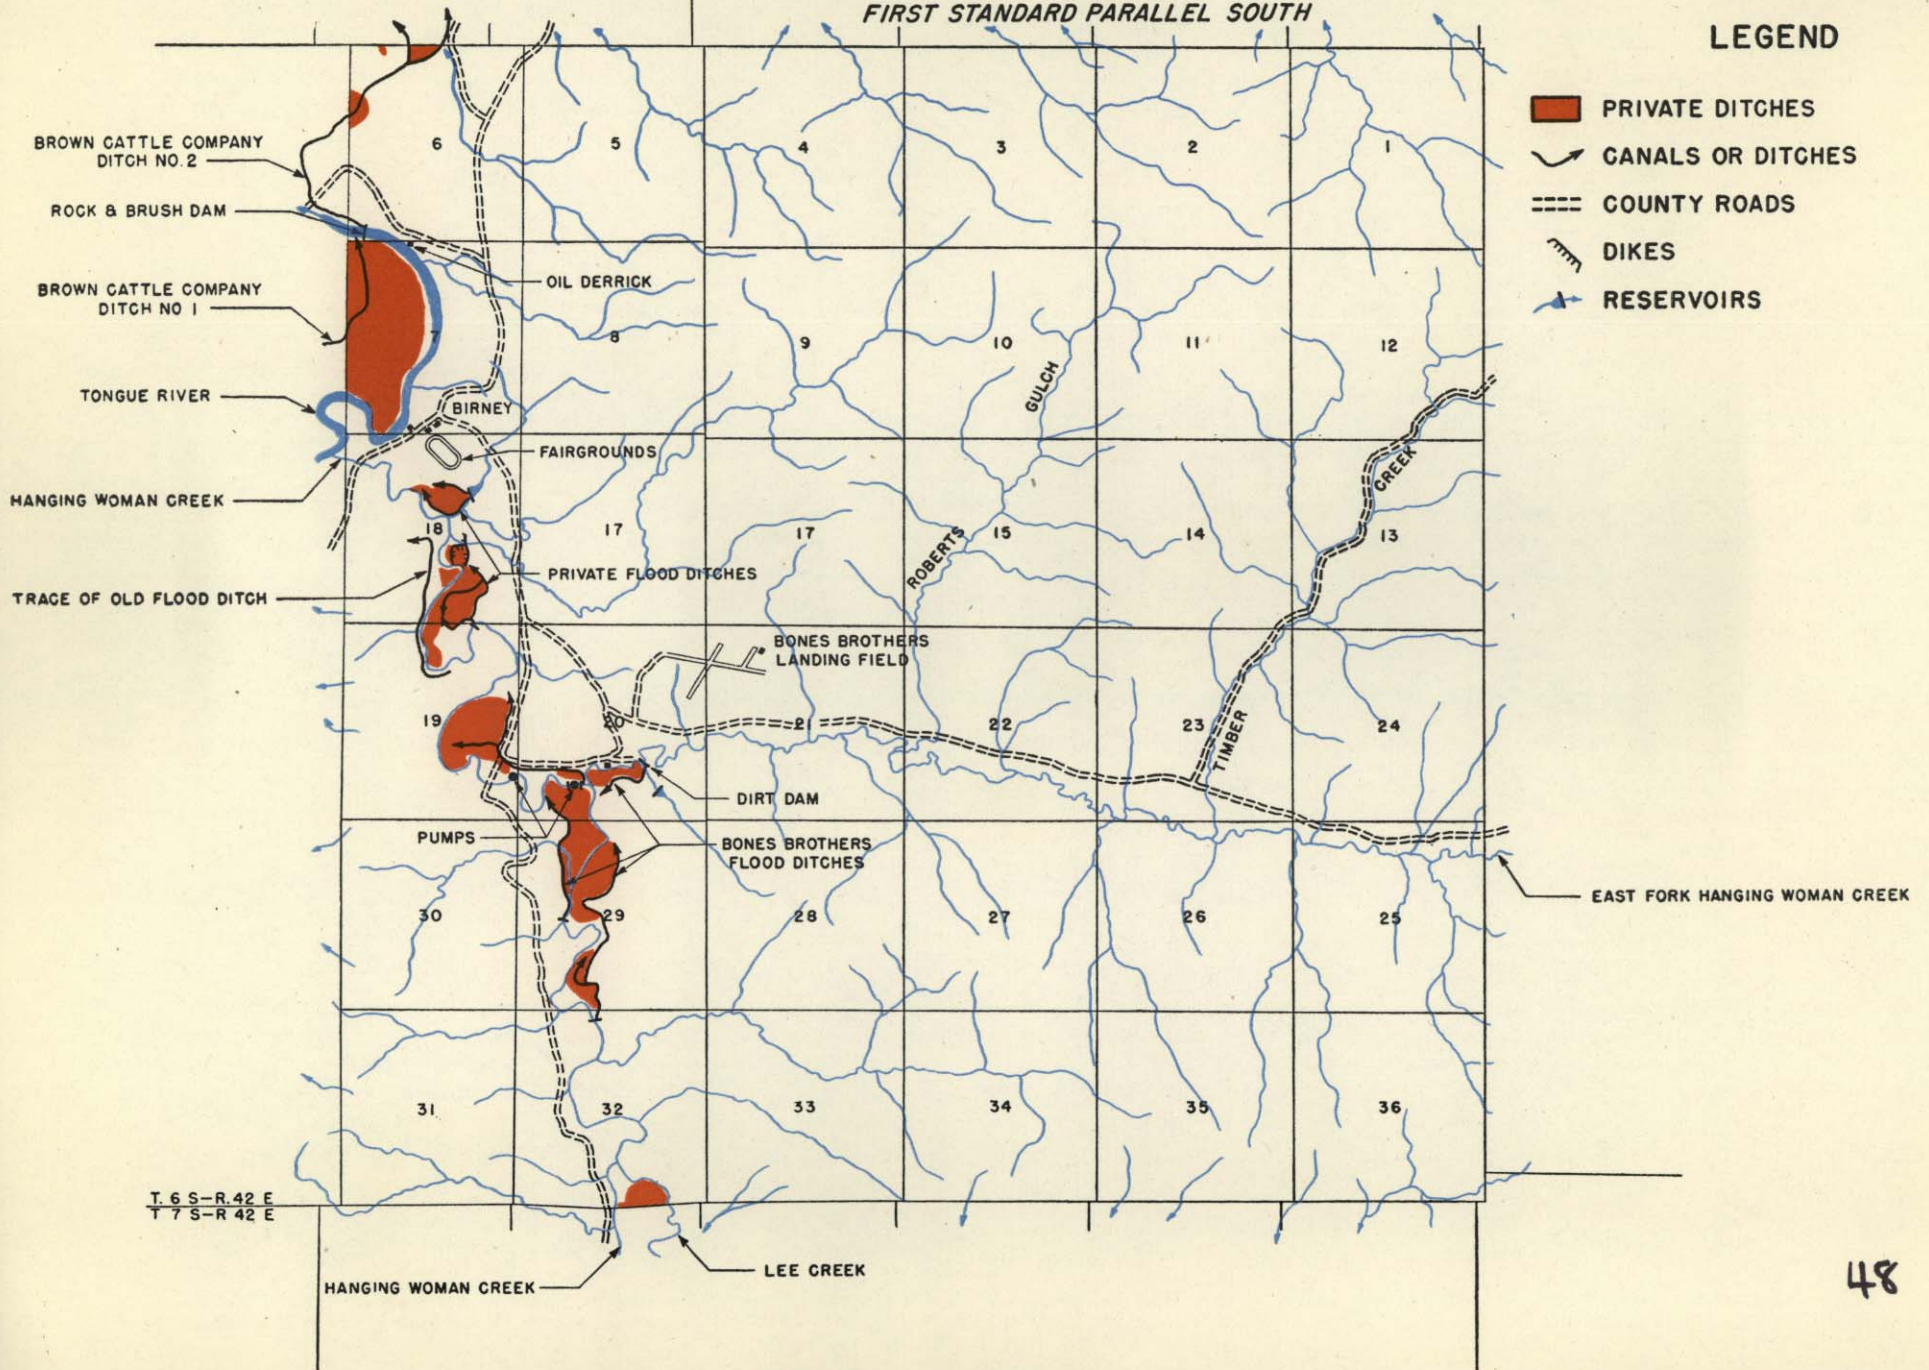 FIRST STANDARD PARALLEL SOUTH
LEGEND
PRIVATE DITCHES
CANALS OR DITCHES
COUNTY ROADS
DIKES
RESERVOIRS
BROWN CATTLE COMPANY
DITCH NO. 2
ROCK & BRUSH DAM
BROWN CATTLE COMPANY
DITCH NO 1
TONGUE RIVER
HANGING WOMAN CREEK
TRACE OF OLD FLOOD DITCH
6
5
4
3
2
1
OIL DERRICK
7
8
9
10
11
12
GULCH
BIRNEY
FAIRGROUNDS
CREEK
18
17
17
15
14
13
ROBERTS
PRIVATE FLOOD DITCHES
BONES BROTHERS
LANDING FIELD
19
20
21
22
23
24
TIMBER
DIRT DAM
PUMPS
BONES BROTHERS
FLOOD DITCHES
EAST FORK HANGING WOMAN CREEK
30
29
28
27
26
25
31
32
33
34
35
36
T. 6 S-R. 42 E
T 7 S-R 42 E
LEE CREEK
HANGING WOMAN CREEK
48